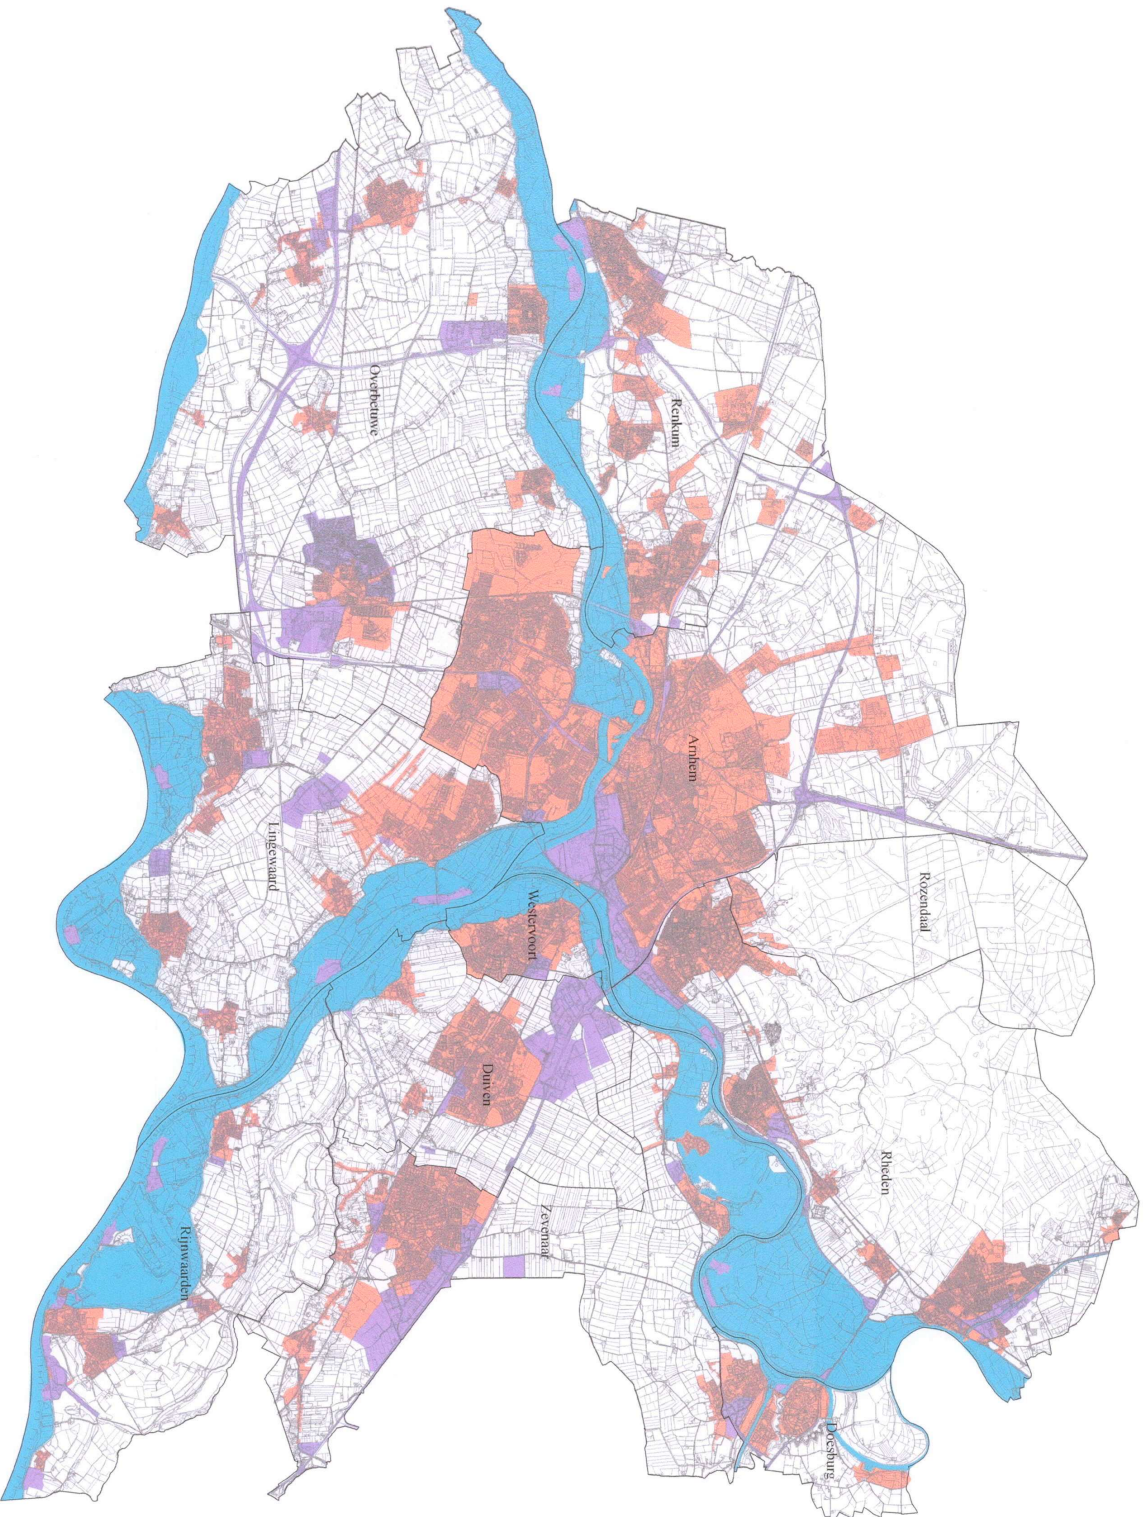 Overbetuwe
Renkum
Arnhem
Lingewaard
Rozendaal
Westervoort
Duiven
Rheden
Zevenaar
Rijnwaarden
Doesburg